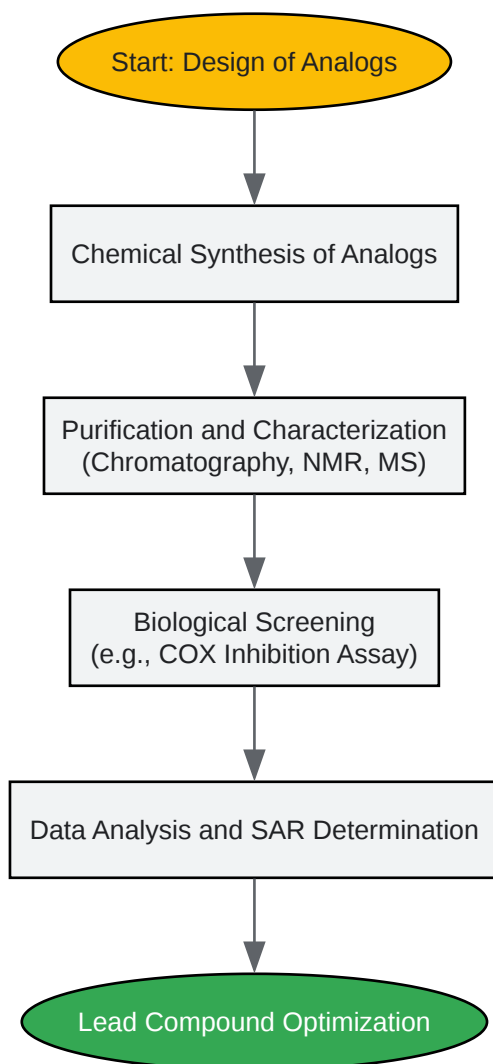 Start: Design of Analogs
Chemical Synthesis of Analogs
Purification and Characterization
(Chromatography, NMR, MS)
Biological Screening
(e.g., COX Inhibition Assay)
Data Analysis and SAR Determination
Lead Compound Optimization